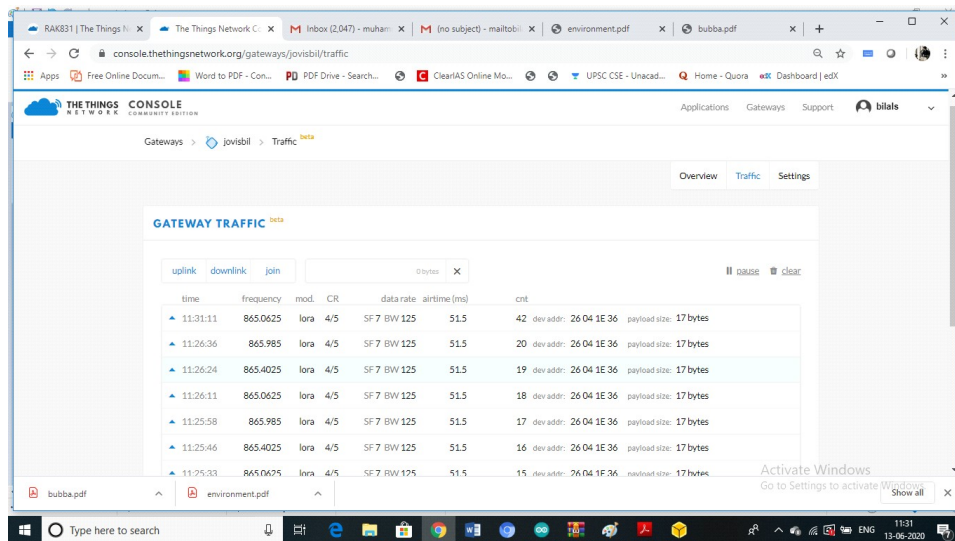 RAK831 | The Things N
The Things Network Co
Inbox (2,047) - muham
(no subject) - mailtobil
environment.pdf
bubba.pdf
console.thethingsnetwork.org/gateways/jovisbil/traffic
Apps
Free Online Docum...
Word to PDF - Con...
PDF Drive - Search...
ClearIAS Online Mo...
UPSC CSE - Unacad...
Home - Quora
Dashboard | edX
THE THINGS NETWORK
CONSOLE
COMMUNITY EDITION
Applications Gateways Support bilals
Gateways > jovisbil > Traffic beta
Overview Traffic Settings
GATEWAY TRAFFIC beta
uplink downlink join 0 bytes X pause clear
time frequency mod. CR data rate airtime (ms) cnt
11:31:11 865.0625 lora 4/5 SF 7 BW 125 51.5 42 dev addr: 26 04 1E 36 payload size: 17 bytes
11:26:36 865.985 lora 4/5 SF 7 BW 125 51.5 20 dev addr: 26 04 1E 36 payload size: 17 bytes
11:26:24 865.4025 lora 4/5 SF 7 BW 125 51.5 19 dev addr: 26 04 1E 36 payload size: 17 bytes
11:26:11 865.0625 lora 4/5 SF 7 BW 125 51.5 18 dev addr: 26 04 1E 36 payload size: 17 bytes
11:25:58 865.985 lora 4/5 SF 7 BW 125 51.5 17 dev addr: 26 04 1E 36 payload size: 17 bytes
11:25:46 865.4025 lora 4/5 SF 7 BW 125 51.5 16 dev addr: 26 04 1E 36 payload size: 17 bytes
11:25:33 865.0625 lora 4/5 SF 7 BW 125 51.5 15 dev addr: 26 04 1E 36 payload size: 17 bytes
Activate Windows
Go to Settings to activate Windows.
bubba.pdf
environment.pdf
Show all
Type here to search
ENG
11:31
13-06-2020